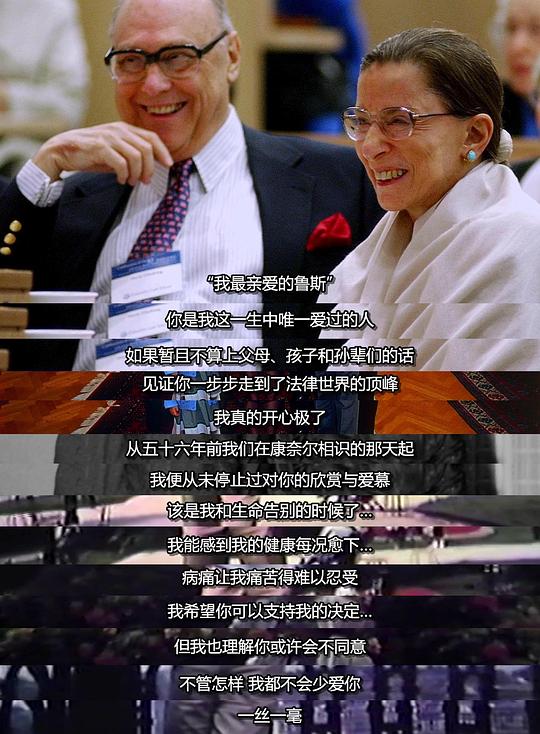 “我最亲爱的鲁斯”
你是我这一生中唯一爱过的人
如果暂且不算上父母、孩子和孙辈们的话
见证你一步步走到了法律世界的顶峰
我真的开心极了
从五十六年前我们在康奈尔相识的那天起
我便从未停止过对你的欣赏与爱慕
该是我和生命告别的时候了...
我能感到我的健康每况愈下...
病痛让我痛苦得难以忍受
我希望你可以支持我的决定...
但我也理解你或许会不同意
不管怎样 我都不会少爱你
一丝一毫